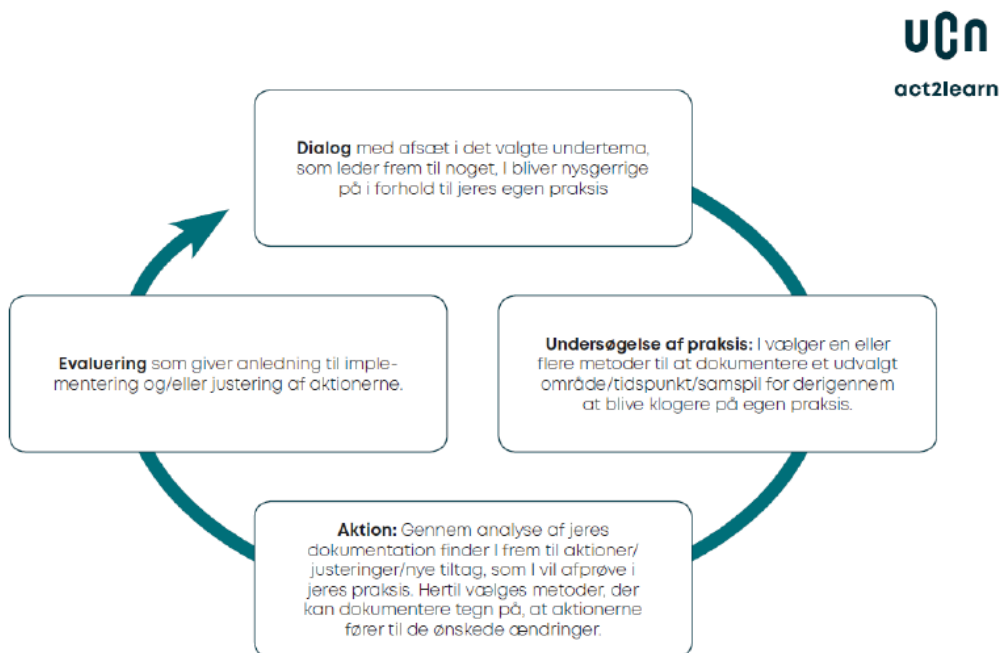 ucn
act2learn
Dialog med afsæt i det valgte undertema,
som leder frem til noget, I bliver nysgerrige
på i forhold til jeres egen praksis
Undersøgelse af praksis: I vælger en eller
flere metoder til at dokumentere et udvalgt
område/tidspunkt/samspil for derigennem
at blive klogere på egen praksis.
Aktion: Gennem analyse af jeres
dokumentation finder I frem til aktioner/
justeringer/nye tiltag, som I vil afprøve i
jeres praksis. Hertil vælges metoder, der
kan dokumentere tegn på, at aktionerne
fører til de ønskede ændringer.
Evaluering som giver anledning til imple-
mentering og/eller justering af aktionerne.